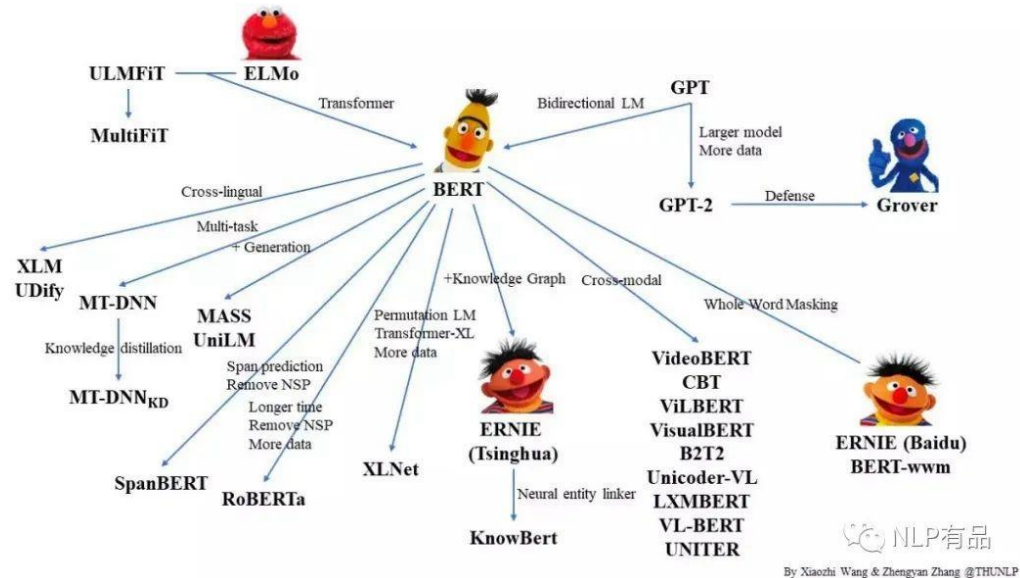 ULMFiT
ELMo
GPT
Transformer
Bidirectional LM
MultiFiT
Larger model
More data
BERT
Cross-lingual
GPT-2
Defense
Grover
Multi-task
+ Generation
XLM
UDify
+Knowledge Graph
Cross-modal
MT-DNN
Whole Word Masking
MASS
UniLM
Permutation LM
Transformer-XL
More data
Knowledge distillation
Span prediction
Remove NSP
VideoBERT
CBT
ViLBERT
VisualBERT
B2T2
Unicoder-VL
LXMBERT
VL-BERT
UNITER
MT-DNNKD
Longer time
Remove NSP
More data
ERNIE
(Tsinghua)
ERNIE (Baidu)
BERT-wwm
XLNet
SpanBERT
RoBERTa
Neural entity linker
KnowBert
NLP有品
By Xiaozhi Wang & Zhengyan Zhang @THUNLP